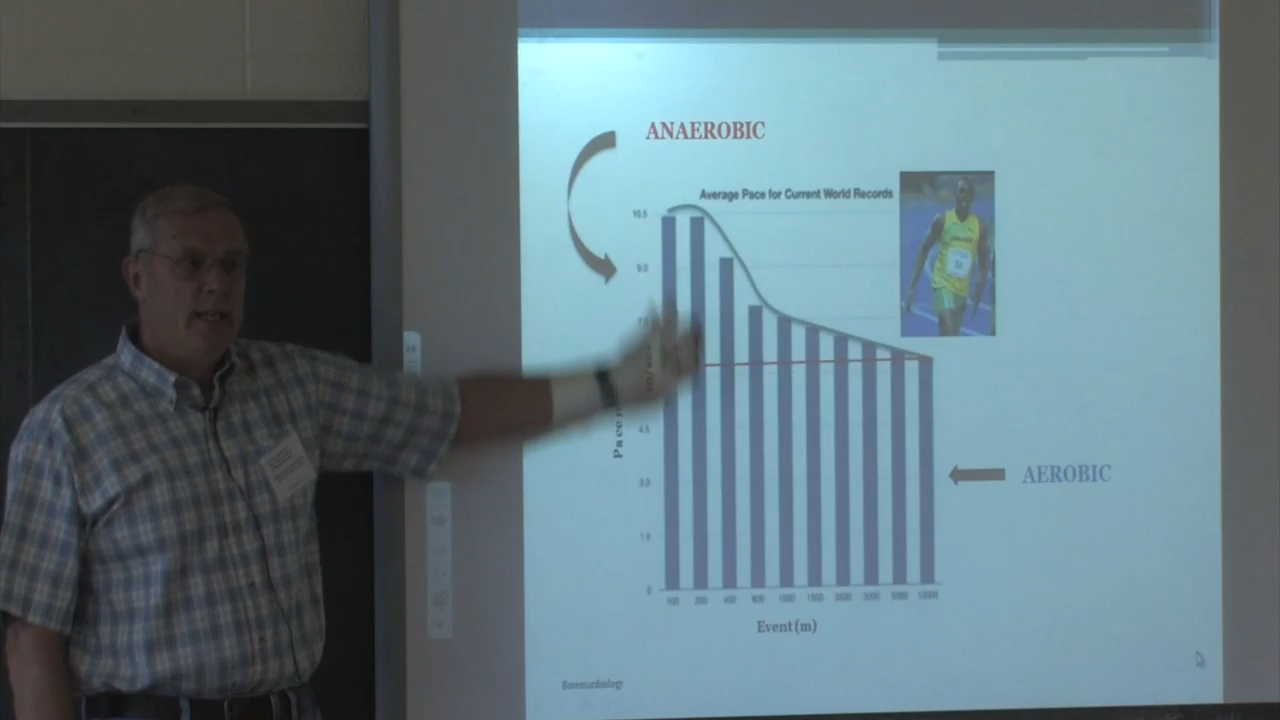 ANAEROBIC
Average Pace for Current World Records
10.5
9.0
4.5
3.0
1.5
0
100 200 400 800 1000 1500 2000 3000 5000 10000
Event (m)
AEROBIC